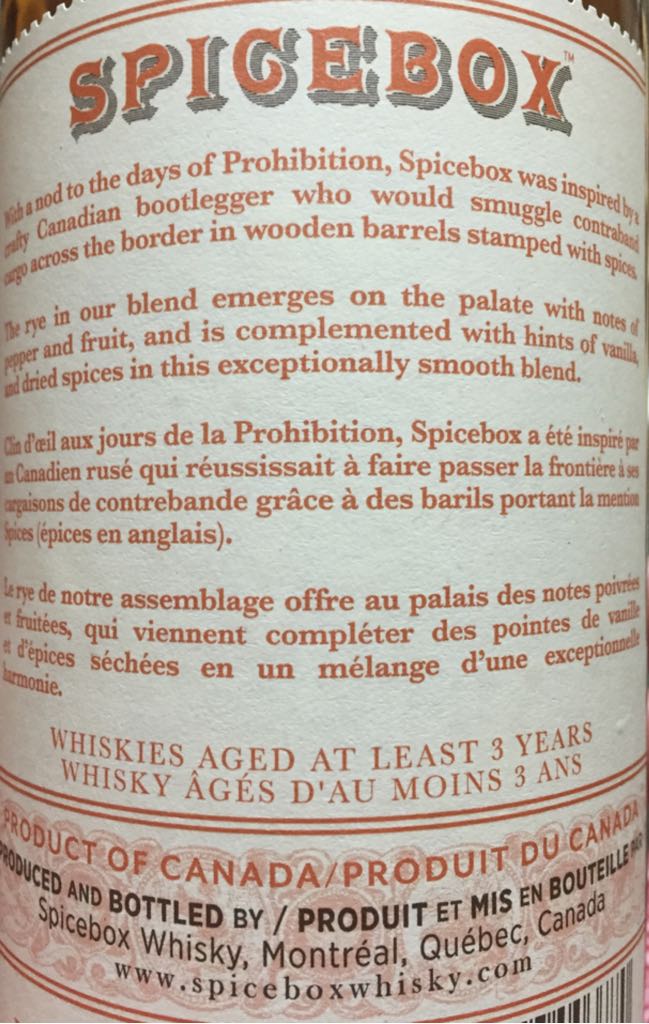 SPICEBOX™
With a nod to the days of Prohibition, Spicebox was inspired by a
crafty Canadian bootlegger who would smuggle contraband
cargo across the border in wooden barrels stamped with spices.
The rye in our blend emerges on the palate with notes of
pepper and fruit, and is complemented with hints of vanilla,
and dried spices in this exceptionally smooth blend.
Clin d'œil aux jours de la Prohibition, Spicebox a été inspiré par
un Canadien rusé qui réussissait à faire passer la frontière à ses
cargaisons de contrebande grâce à des barils portant la mention
Spices (épices en anglais).
Le rye de notre assemblage offre au palais des notes poivrées
et fruitées, qui viennent compléter des pointes de vanille
et d'épices séchées en un mélange d'une exceptionnelle
harmonie.
WHISKIES AGED AT LEAST 3 YEARS
WHISKY ÂGÉS D'AU MOINS 3 ANS
PRODUCT OF CANADA/PRODUIT DU CANADA
PRODUCED AND BOTTLED BY / PRODUIT ET MIS EN BOUTEILLE PAR
Spicebox Whisky, Montréal, Québec, Canada
www.spiceboxwhisky.com